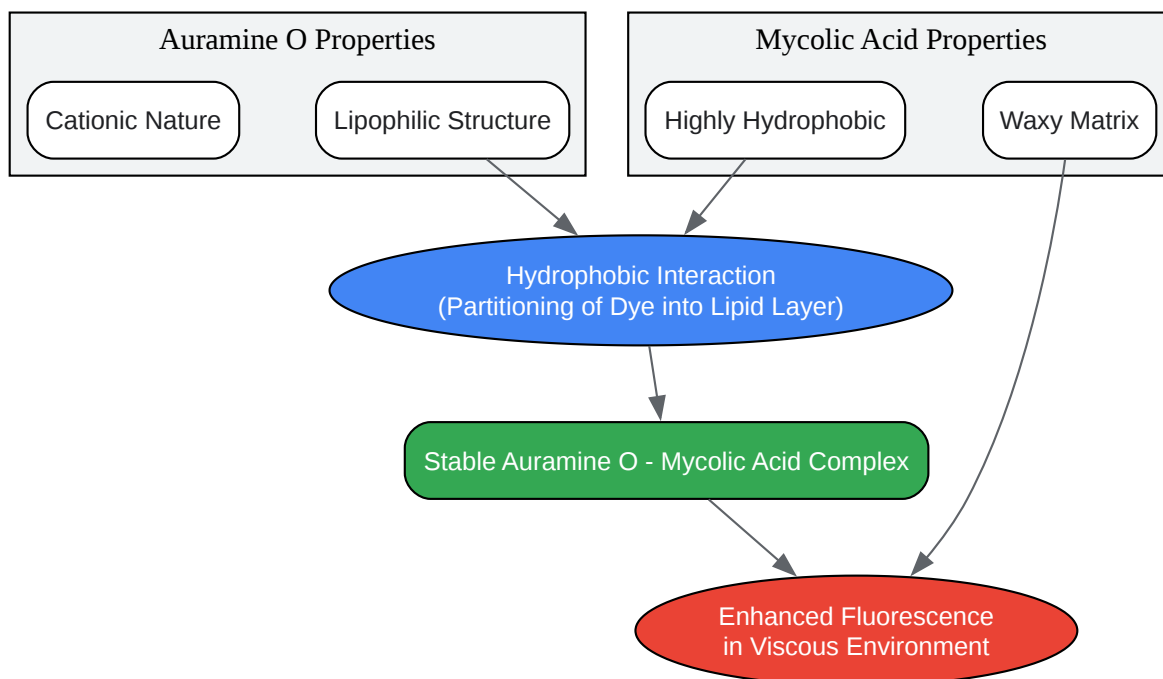 Auramine O Properties
Mycolic Acid Properties
Cationic Nature
Lipophilic Structure
Highly Hydrophobic
Waxy Matrix
Hydrophobic Interaction
(Partitioning of Dye into Lipid Layer)
Stable Auramine O - Mycolic Acid Complex
Enhanced Fluorescence
in Viscous Environment